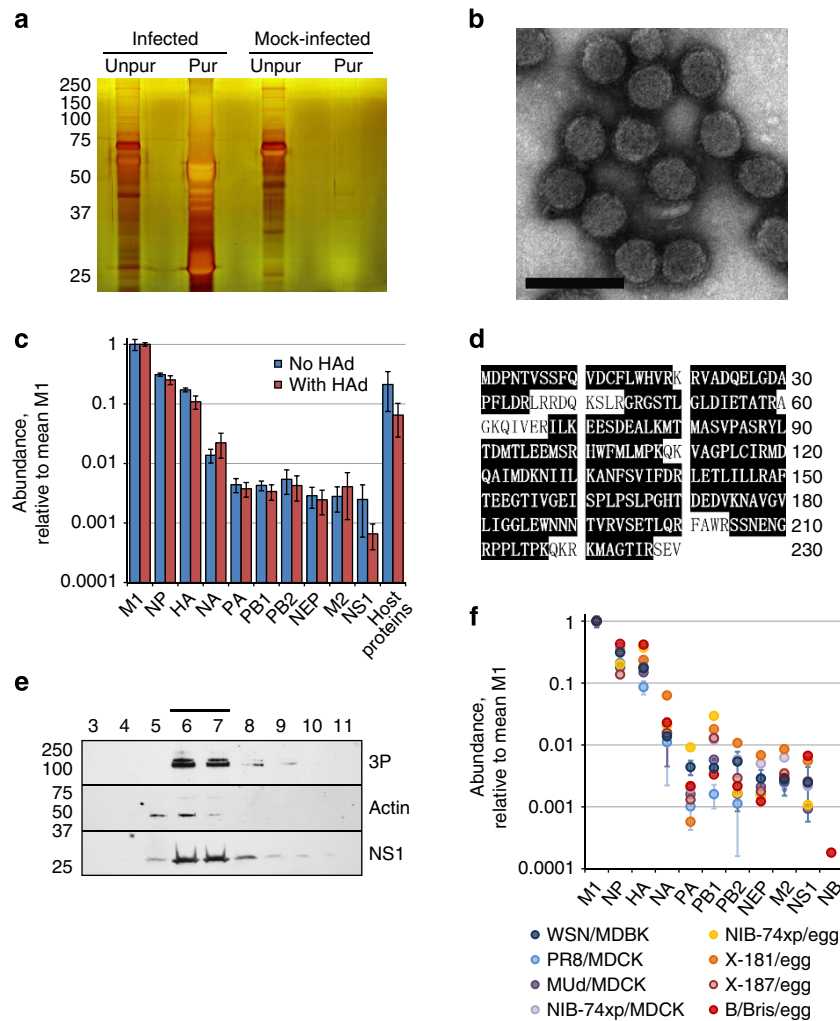 a
Infected Mock-infected
Unpur Pur Unpur Pur
250
150
100
75
50
37
25
b
c
Abundance,
relative to mean M1
1
0.1
0.01
0.001
0.0001
No HAd
With HAd
M1 NP HA NA PA PB1 PB2 NEP M2 NS1 Host proteins
d
MDPNTVSSFQ VDCFLWHVRK RVADQELGDA 30
PFLDRLRRDQ KSLRGRGSTL GLDIETATRA 60
GKQIVERILK EESDEALKMT MASVPASRYL 90
TDMTLEEMSR HWFMLMPKQK VAGPLCIRMD 120
QAIMDKNIILK KANFSVIFDR LETLILLRAF 150
TEEGTIVGEI SPLPSLPGHT DEDVKNAVGV 180
LIGGLEWNNN TVRVSETLQR FAWRSSNENG 210
RPPLTPKQKR KMAGTIRSEV 230
e
3 4 5 6 7 8 9 10 11
250
100
3P
75
50
Actin
37
25
NS1
f
Abundance,
relative to mean M1
1
0.1
0.01
0.001
0.0001
M1 NP HA NA PA PB1 PB2 NEP M2 NS1 NB
WSN/MDBK
PR8/MDCK
MUd/MDCK
NIB-74xp/MDCK
NIB-74xp/egg
X-181/egg
X-187/egg
B/Bris/egg